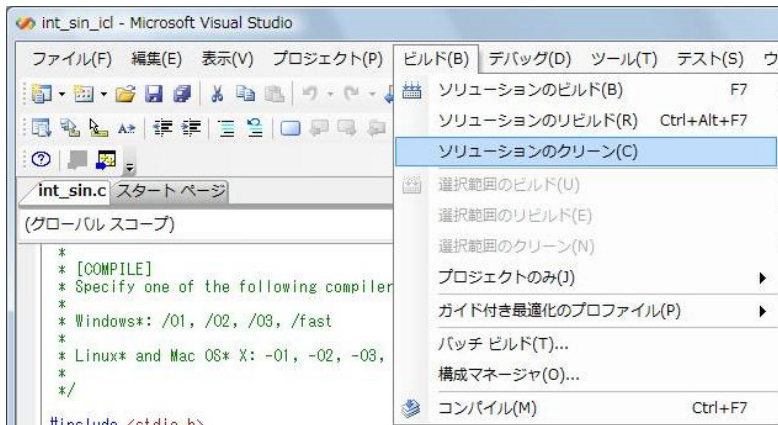 int_sin_icl - Microsoft Visual Studio
ファイル(F) 編集(E) 表示(V) プロジェクト(P) ビルド(B) デバッグ(D) ツール(T) テスト(S) ウ
ソリューションのビルド(B) F7
ソリューションのリビルド(R) Ctrl+Alt+F7
ソリューションのクリーン(C)
選択範囲のビルド(U)
選択範囲のリビルド(E)
選択範囲のクリーン(N)
プロジェクトのみ(J)
ガイド付き最適化のプロファイル(P)
バッチ ビルド(T)...
構成マネージャ(O)...
コンパイル(M) Ctrl+F7
int_sin.c スタート ページ
(グローバル スコープ)
*
* [COMPILE]
* Specify one of the following compiler
*
* Windows*: /O1, /O2, /O3, /fast
*
* Linux* and Mac OS* X: -O1, -O2, -O3,
*
*/
#include <stdio.h>